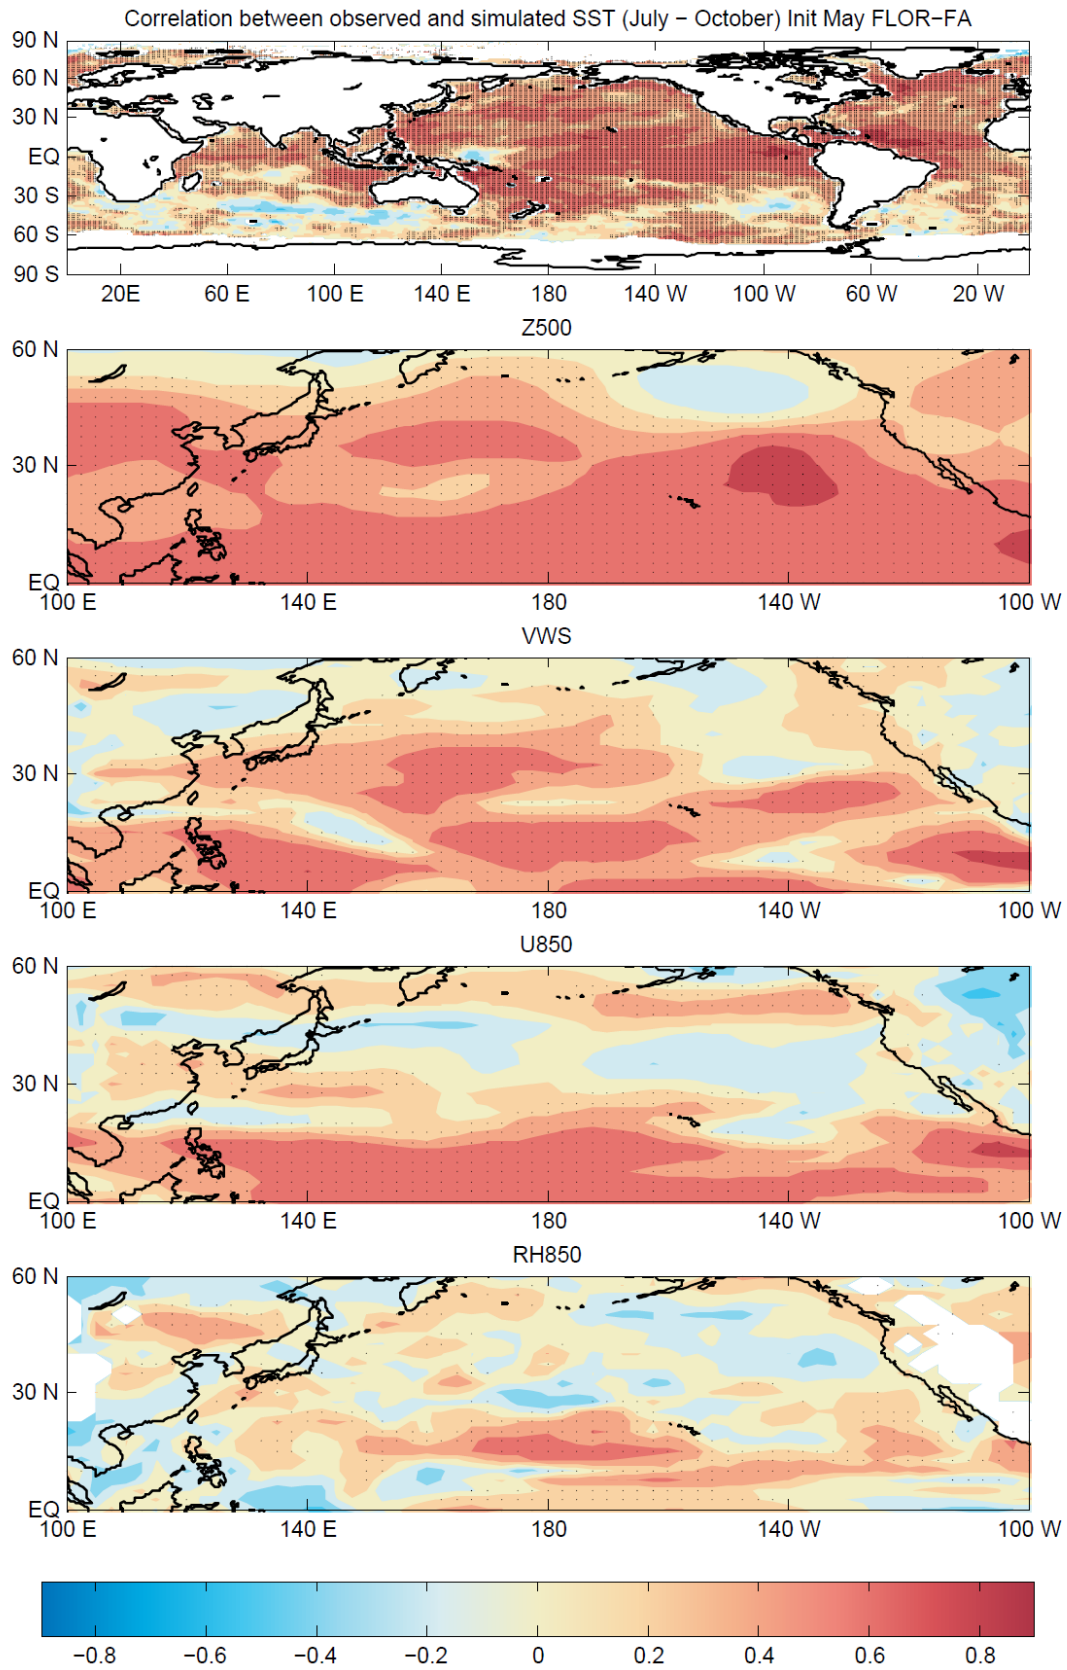 Correlation between observed and simulated SST (July − October) Init May FLOR−FA
90 N
60 N
30 N
EQ
30 S
60 S
90 S
20E 60 E 100 E 140 E 180 140 W 100 W 60 W 20 W
Z500
60 N
30 N
EQ
100 E 140 E 180 140 W 100 W
VWS
60 N
30 N
EQ
100 E 140 E 180 140 W 100 W
U850
60 N
30 N
EQ
100 E 140 E 180 140 W 100 W
RH850
60 N
30 N
EQ
100 E 140 E 180 140 W 100 W
−0.8 −0.6 −0.4 −0.2 0 0.2 0.4 0.6 0.8